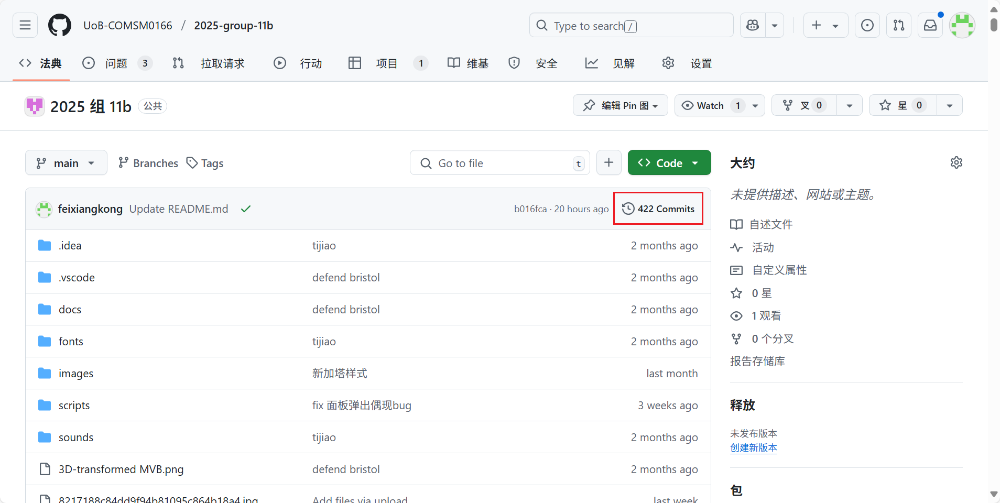 UoB-COMSM0166 / 2025-group-11b
Type to search /
法典
问题 3
拉取请求
行动
项目 1
维基
安全
见解
设置
2025 组 11b 公共
编辑 Pin 图
Watch 1
叉 0
星 0
main
Branches
Tags
Go to file t
Code
feixiangkong Update README.md
b016fca · 20 hours ago
422 Commits
.idea tijiao 2 months ago
.vscode defend bristol 2 months ago
docs defend bristol 2 months ago
fonts tijiao 2 months ago
images 新加塔样式 last month
scripts fix 面板弹出偶现bug 3 weeks ago
sounds tijiao 2 months ago
3D-transformed MVB.png defend bristol 2 months ago
8217188c84dd9f94b81095c864b18a4.jpg Add files via upload last week
大约
未提供描述、网站或主题。
自述文件
活动
自定义属性
0 星
1 观看
0 个分叉
报告存储库
释放
未发布版本
创建新版本
包